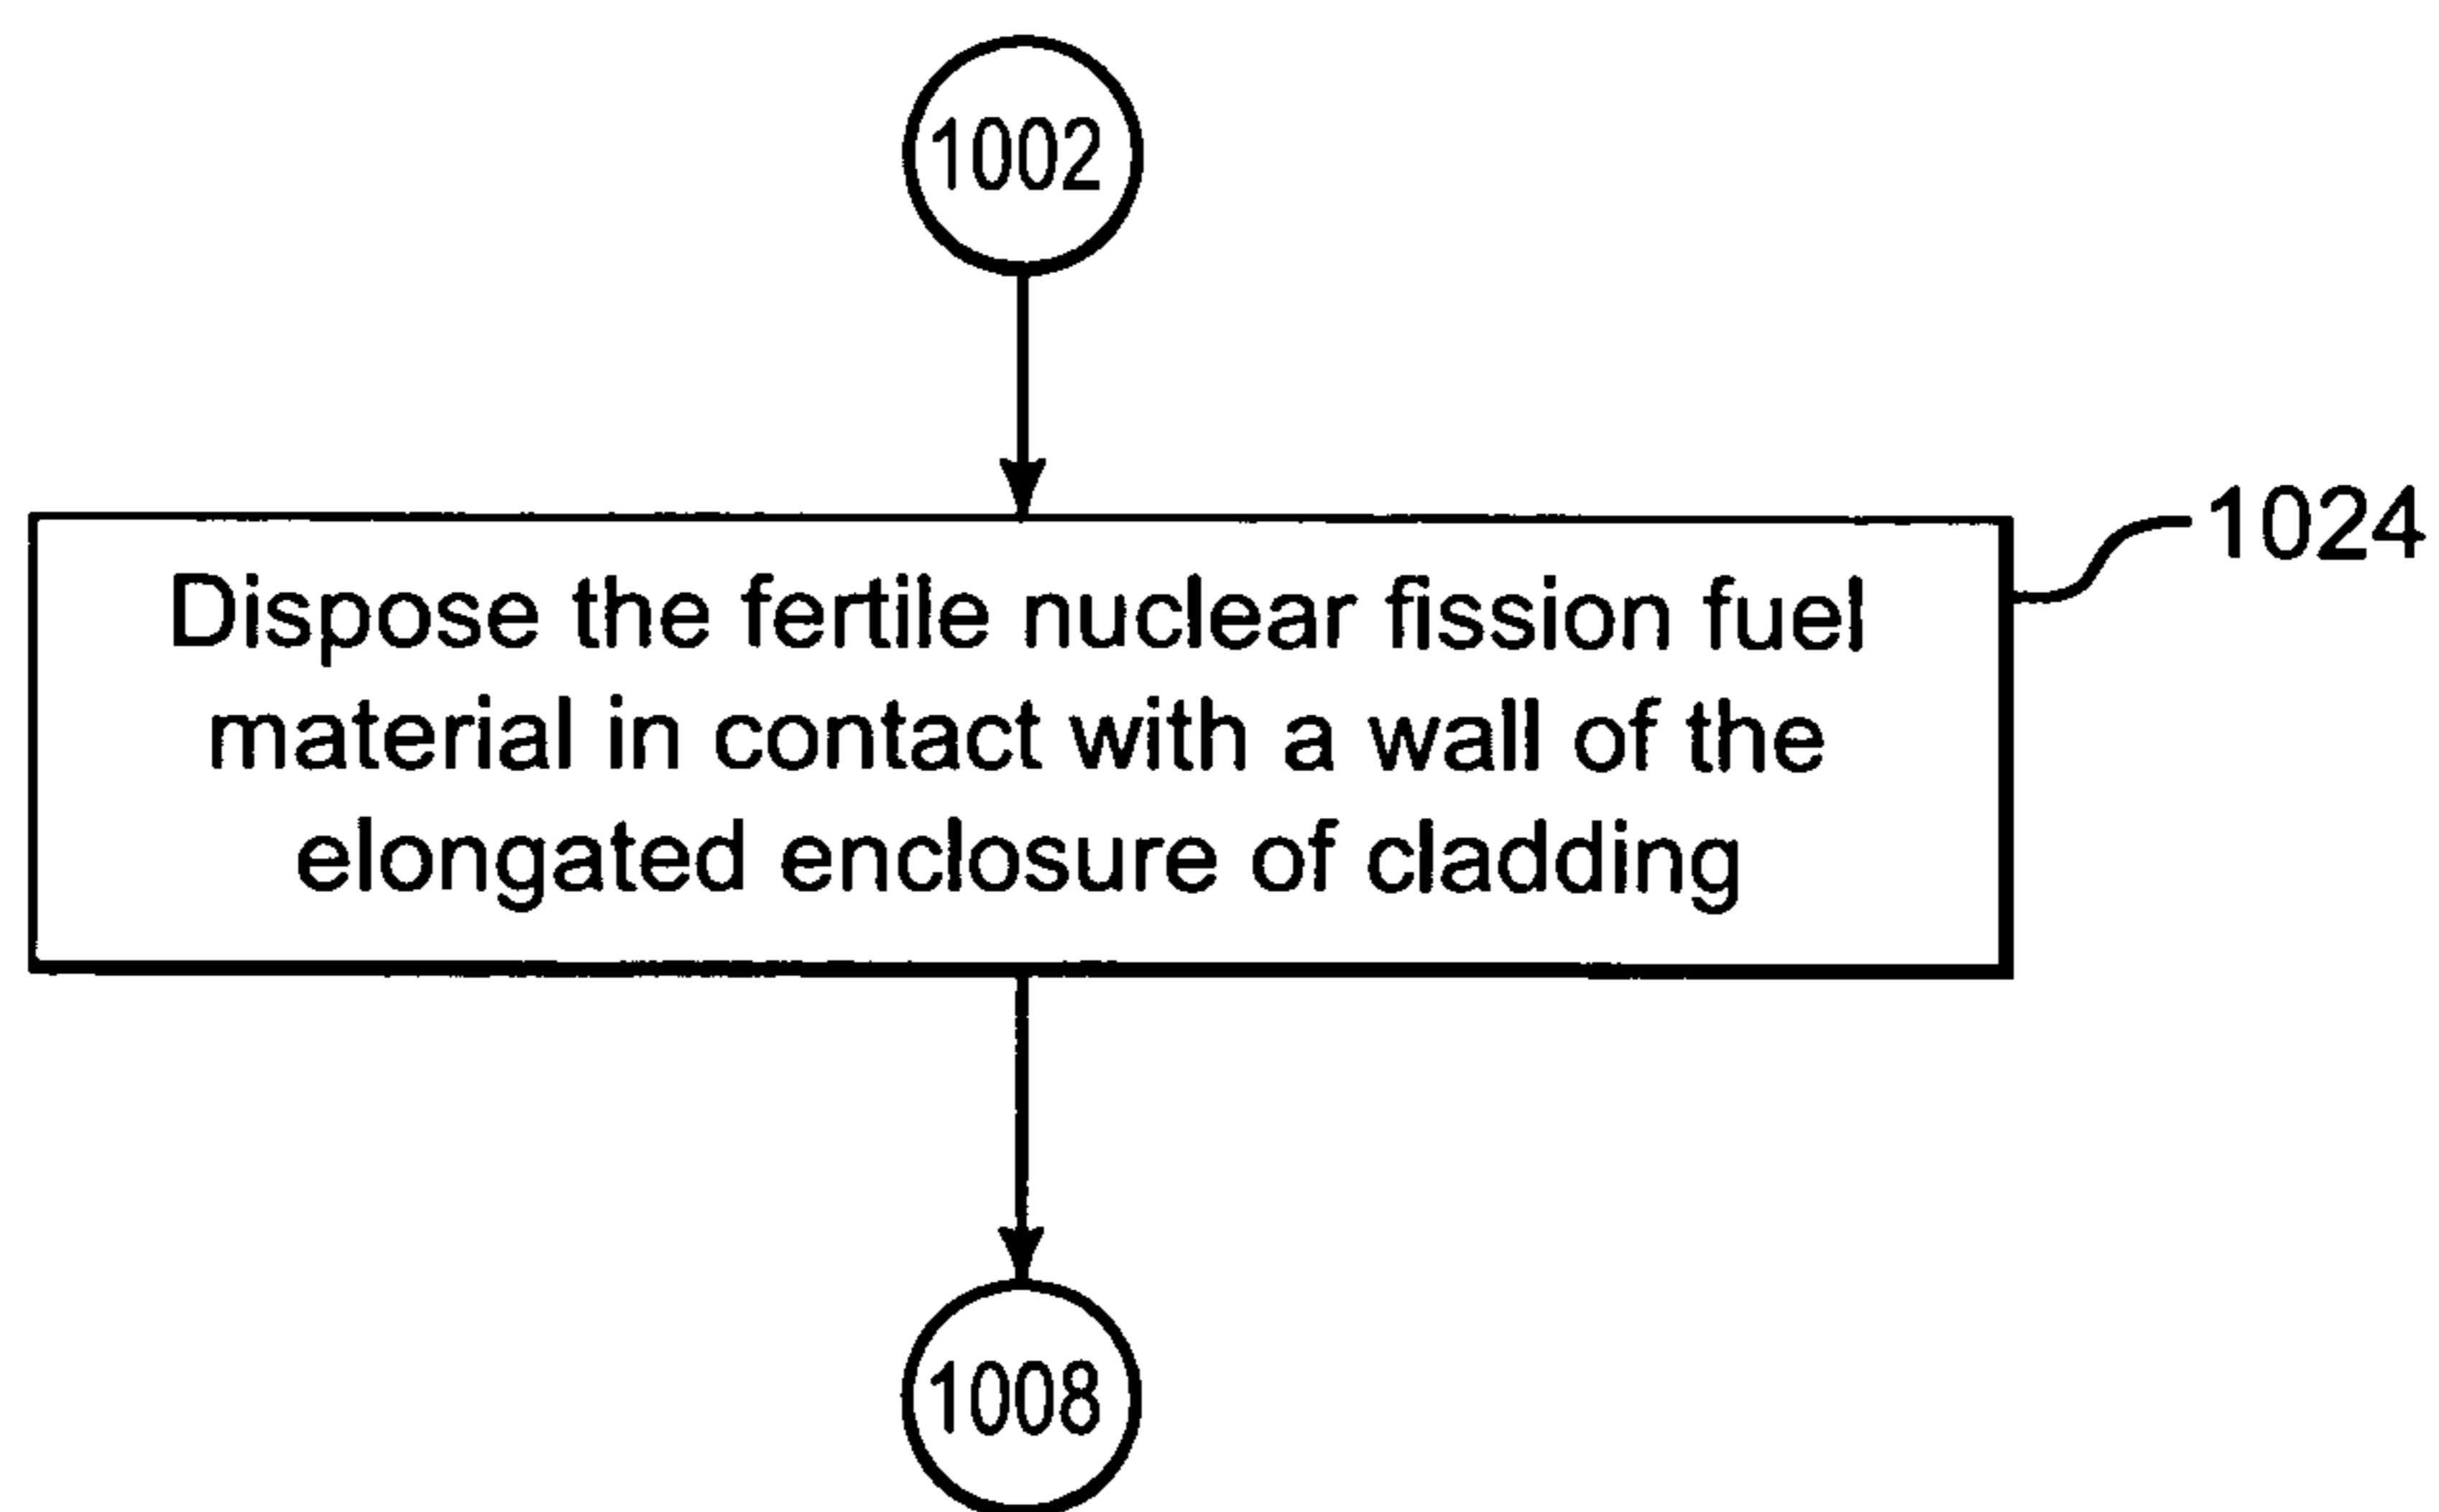 1002
1024
Dispose the fertile nuclear fission fuel
material in contact with a wall of the
elongated enclosure of cladding
1008